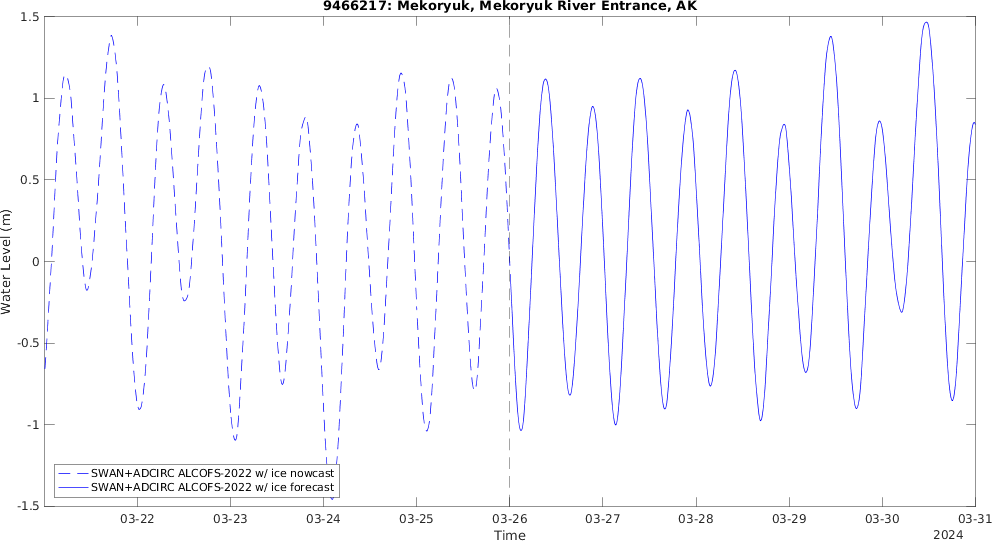 9466217: Mekoryuk, Mekoryuk River Entrance, AK
1.5
1
0.5
0
-0.5
-1
-1.5
Water Level (m)
SWAN+ADCIRC ALCOFS-2022 w/ ice nowcast
SWAN+ADCIRC ALCOFS-2022 w/ ice forecast
03-22 03-23 03-24 03-25 03-26 03-27 03-28 03-29 03-30 03-31
Time
2024